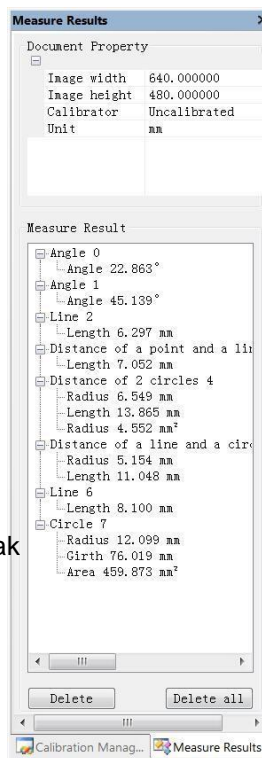 Measure Results
Document Property
Image width 640.000000
Image height 480.000000
Calibrator Uncalibrated
Unit mm
Measure Result
Angle 0
Angle 22.863°
Angle 1
Angle 45.139°
Line 2
Length 6.297 mm
Distance of a point and a lin
Length 7.052 mm
Distance of 2 circles 4
Radius 6.549 mm
Length 13.865 mm
Radius 4.552 mm²
Distance of a line and a circ
Radius 5.154 mm
Length 11.048 mm
Line 6
Length 8.100 mm
Circle 7
Radius 12.099 mm
ak
Girth 76.019 mm
Area 459.873 mm²
Delete Delete all
Calibration Manag... Measure Results